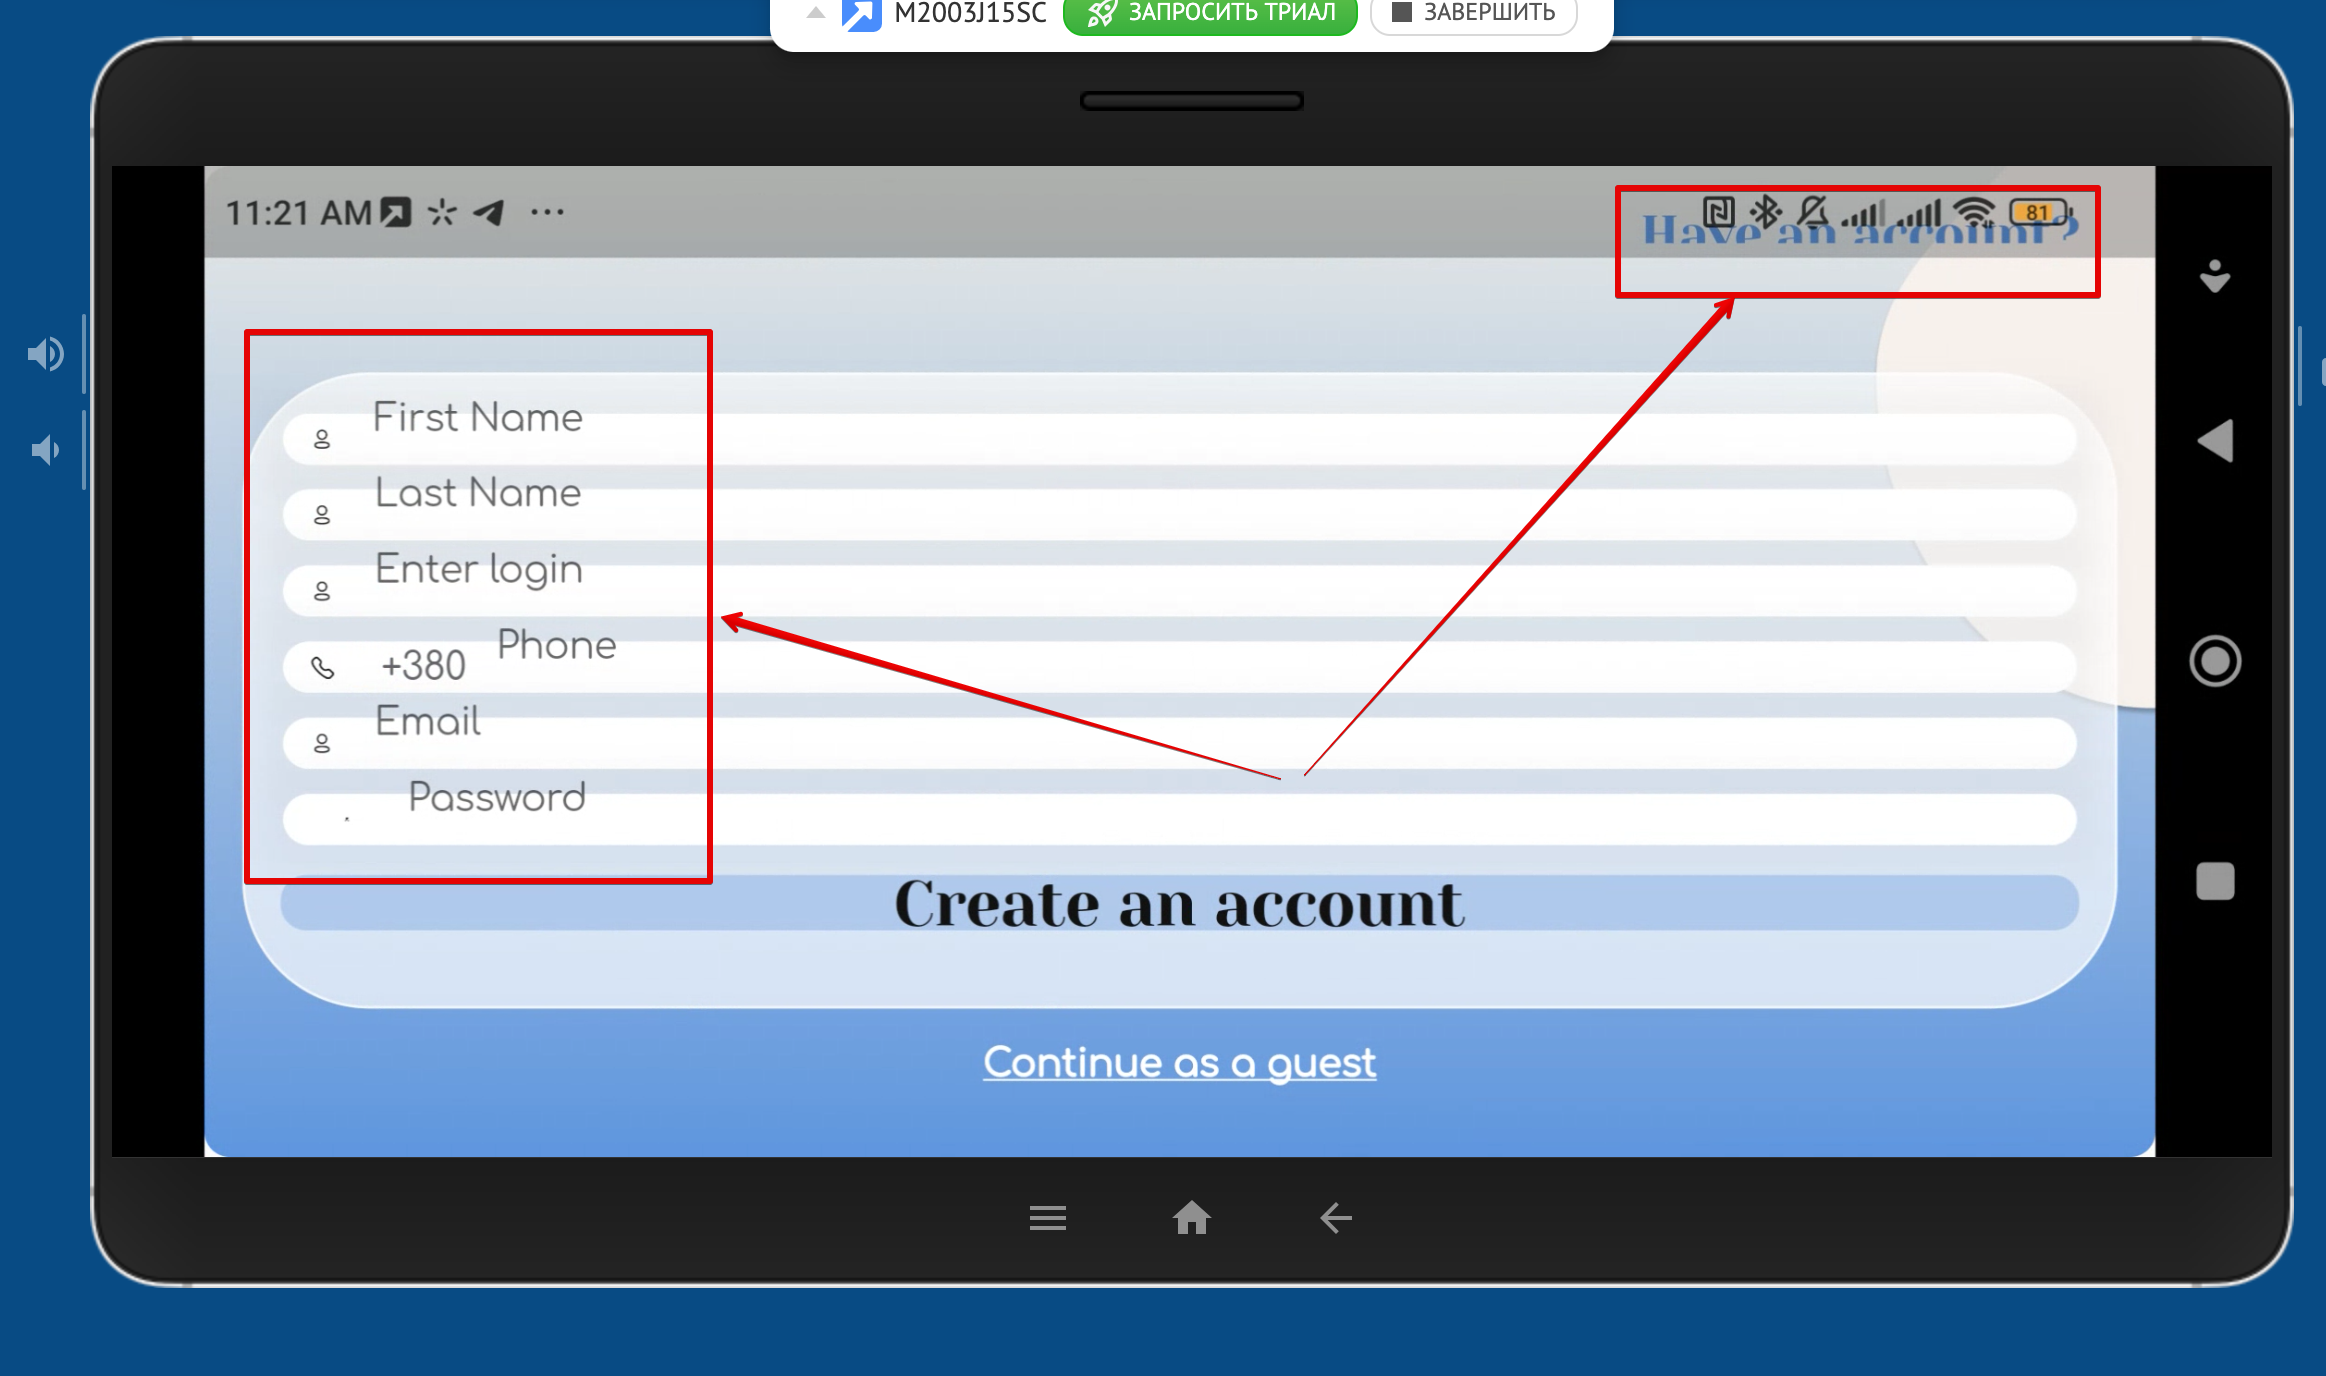 M2003J15SC
ЗАПРОСИТЬ ТРИАЛ
ЗАВЕРШИТЬ
11:21 AM
81
Have an account?
First Name
Last Name
Enter login
+380 Phone
Email
Password
Create an account
Continue as a guest